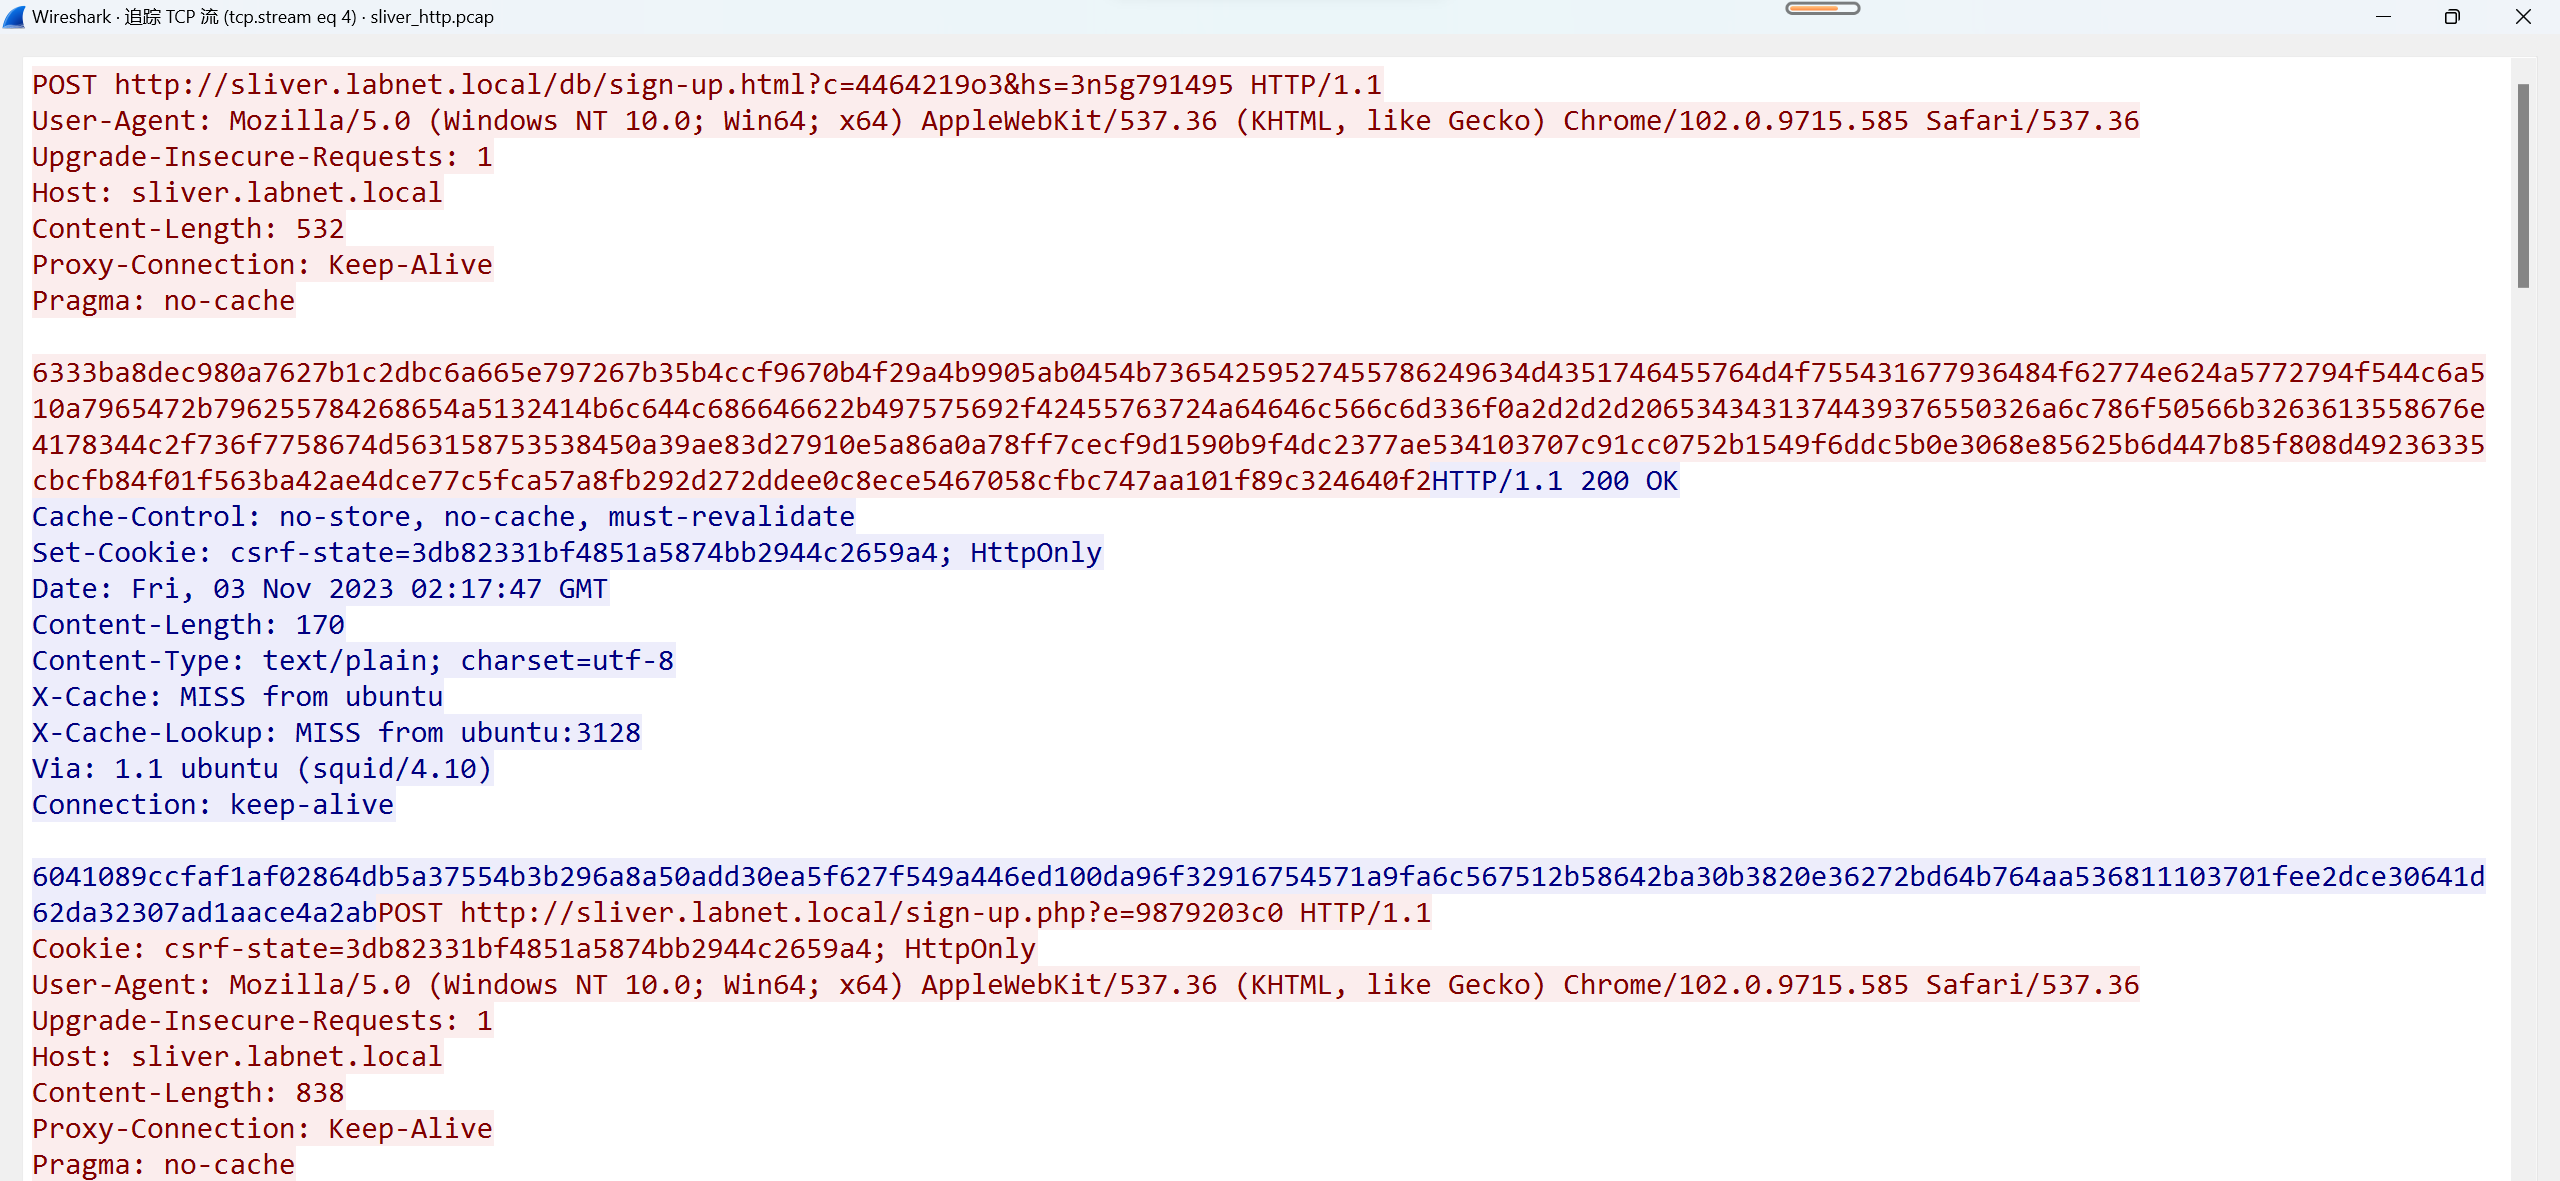 Wireshark · 追踪 TCP 流 (tcp.stream eq 4) · sliver_http.pcap
POST http://sliver.labnet.local/db/sign-up.html?c=4464219o3&hs=3n5g791495 HTTP/1.1
User-Agent: Mozilla/5.0 (Windows NT 10.0; Win64; x64) AppleWebKit/537.36 (KHTML, like Gecko) Chrome/102.0.9715.585 Safari/537.36
Upgrade-Insecure-Requests: 1
Host: sliver.labnet.local
Content-Length: 532
Proxy-Connection: Keep-Alive
Pragma: no-cache
6333ba8dec980a7627b1c2dbc6a665e797267b35b4ccf9670b4f29a4b9905ab0454b73654259527455786249634d4351746455764d4f755431677936484f62774e624a5772794f544c6a5
10a7965472b796255784268654a5132414b6c644c686646622b497575692f42455763724a64646c566c6d336f0a2d2d2d2d20653434313744393765503266a6c786f50566b3263613558676e
4178344c2f736f7758674d563158753538450a39ae83d27910e5a86a0a78ff7cecf9d1590b9f4dc2377ae534103707c91cc0752b1549f6ddc5b0e3068e85625b6d447b85f808d49236335
cbcfb84f01f563ba42ae4dce77c5fca57a8fb292d272ddee0c8ece5467058cfbc747aa101f89c324640f2HTTP/1.1 200 OK
Cache-Control: no-store, no-cache, must-revalidate
Set-Cookie: csrf-state=3db82331bf4851a5874bb2944c2659a4; HttpOnly
Date: Fri, 03 Nov 2023 02:17:47 GMT
Content-Length: 170
Content-Type: text/plain; charset=utf-8
X-Cache: MISS from ubuntu
X-Cache-Lookup: MISS from ubuntu:3128
Via: 1.1 ubuntu (squid/4.10)
Connection: keep-alive
6041089ccfaf1af02864db5a37554b3b296a8a50add30ea5f627f549a446ed100da96f32916754571a9fa6c567512b58642ba30b3820e36272bd64b764aa536811103701fee2dce30641d
62da32307ad1aace4a2abPOST http://sliver.labnet.local/sign-up.php?e=9879203c0 HTTP/1.1
Cookie: csrf-state=3db82331bf4851a5874bb2944c2659a4; HttpOnly
User-Agent: Mozilla/5.0 (Windows NT 10.0; Win64; x64) AppleWebKit/537.36 (KHTML, like Gecko) Chrome/102.0.9715.585 Safari/537.36
Upgrade-Insecure-Requests: 1
Host: sliver.labnet.local
Content-Length: 838
Proxy-Connection: Keep-Alive
Pragma: no-cache